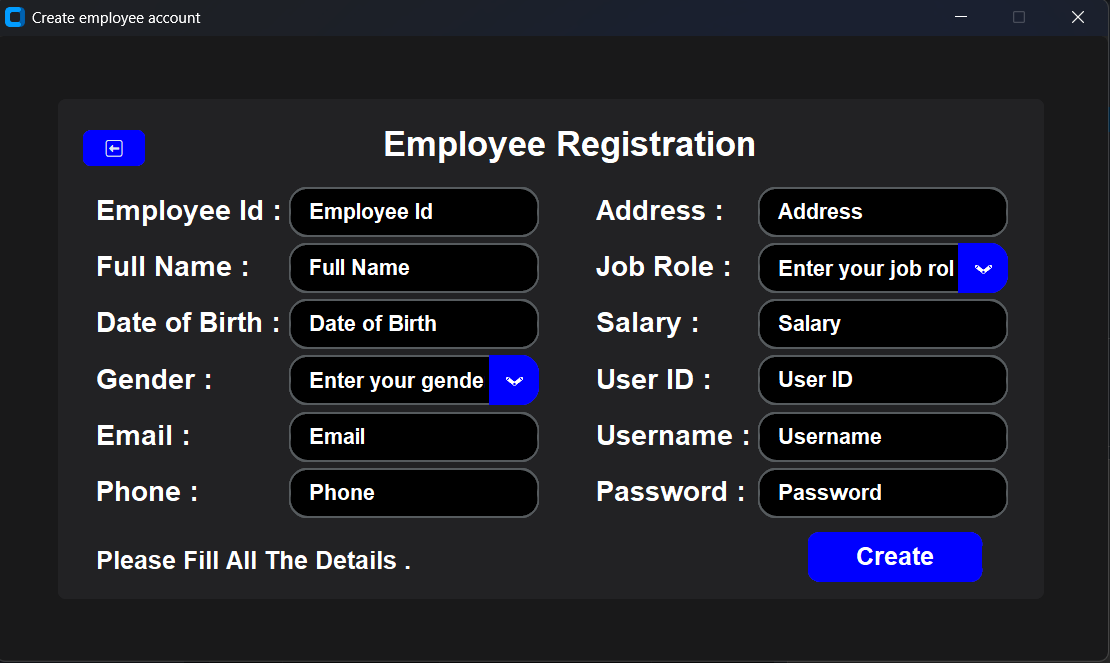 Create employee account
Employee Registration
Employee Id : Employee Id
Address : Address
Full Name : Full Name
Job Role : Enter your job rol
Date of Birth : Date of Birth
Salary : Salary
Gender : Enter your gende
User ID : User ID
Email : Email
Username : Username
Phone : Phone
Password : Password
Please Fill All The Details .
Create